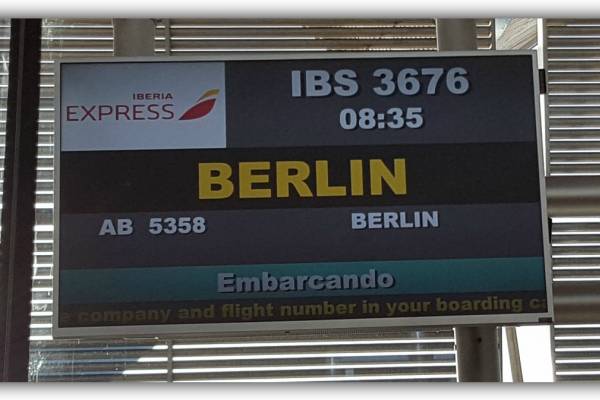 IBERIA
EXPRESS
IBS 3676
08:35
BERLIN
AB 5358 BERLIN
Embarcando
company and flight number in your boarding